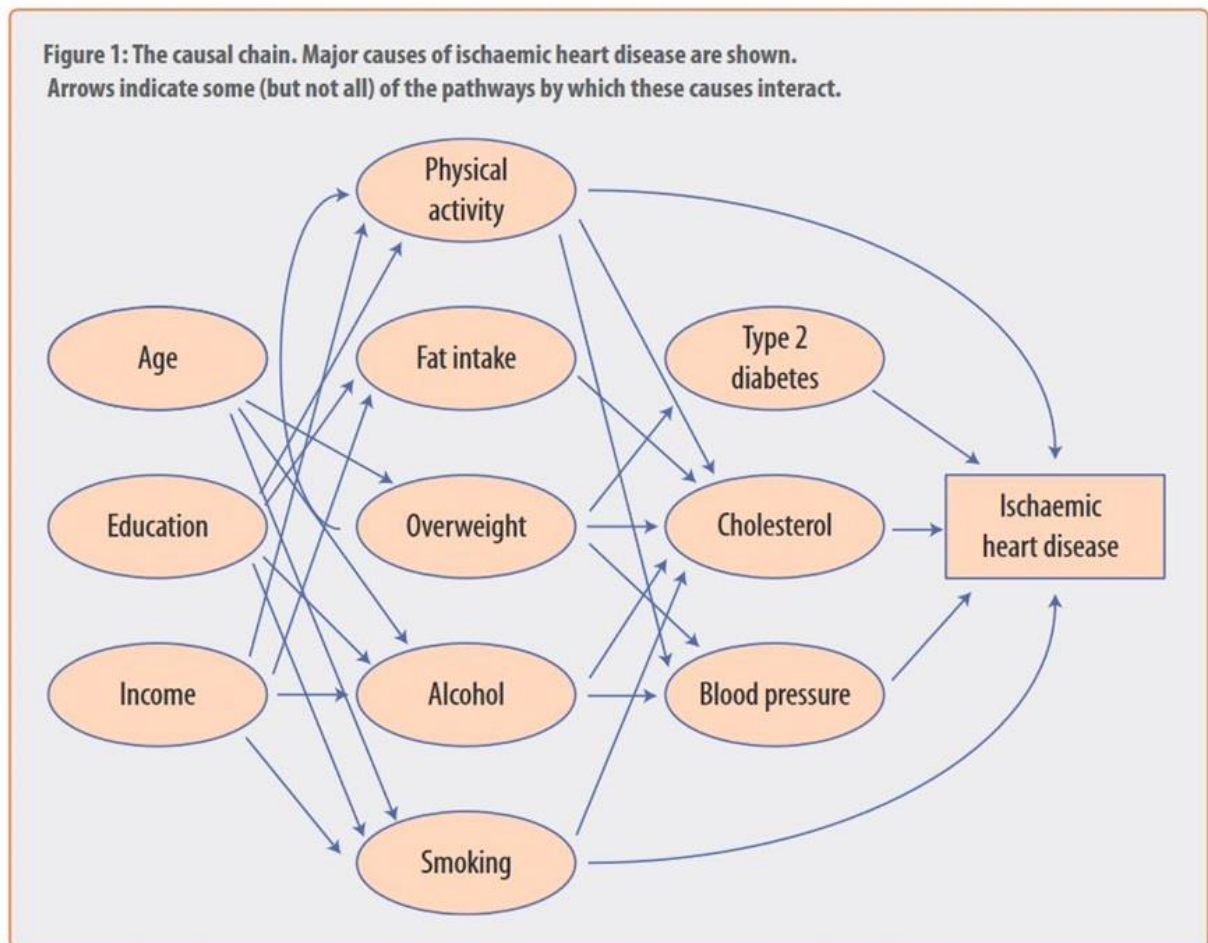 Figure 1: The causal chain. Major causes of ischaemic heart disease are shown.
Arrows indicate some (but not all) of the pathways by which these causes interact.
Physical
activity
Age
Fat intake
Type 2
diabetes
Education
Overweight
Cholesterol
Ischaemic
heart disease
Income
Alcohol
Blood pressure
Smoking